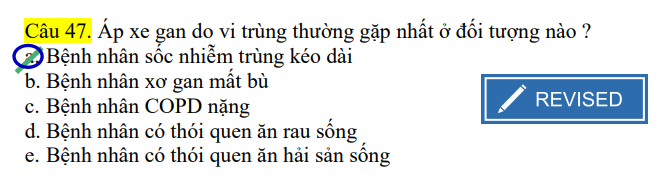 Câu 47. Áp xe gan do vi trùng thường gặp nhất ở đối tượng nào ?
a. Bệnh nhân sốc nhiễm trùng kéo dài
b. Bệnh nhân xơ gan mất bù
c. Bệnh nhân COPD nặng
d. Bệnh nhân có thói quen ăn rau sống
e. Bệnh nhân có thói quen ăn hải sản sống
REVISED